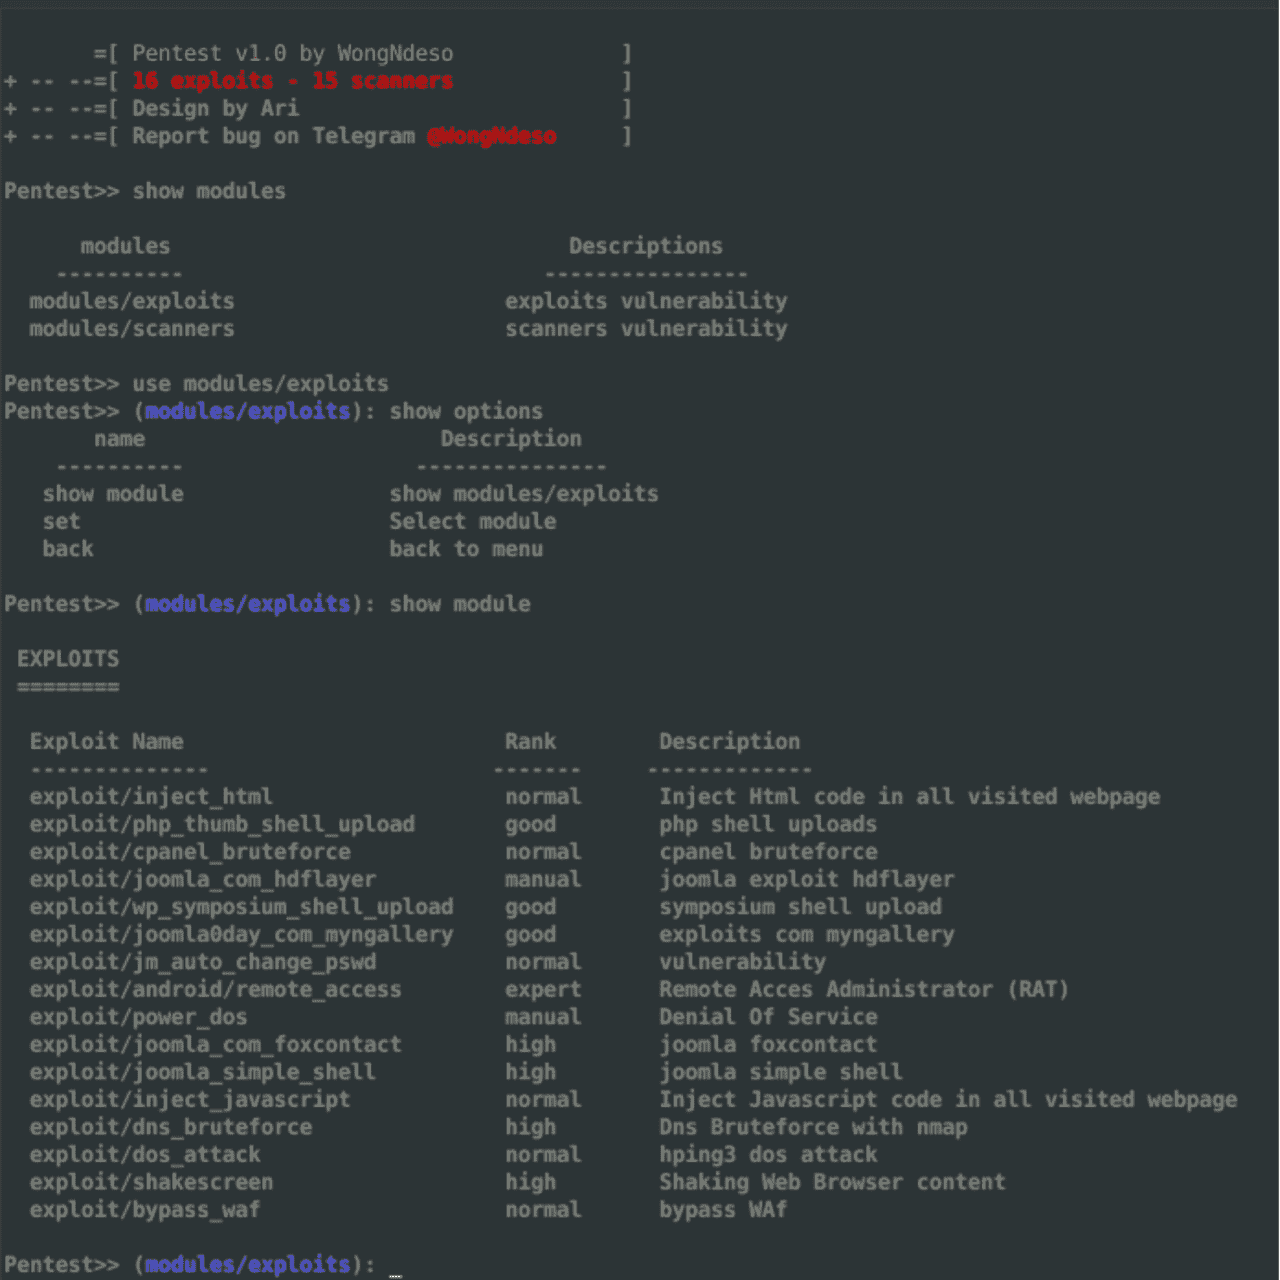 =[ Pentest v1.0 by WongNdeso ]
+ -- --=[ 16 exploits - 15 scanners ]
+ -- --=[ Design by Ari ]
+ -- --=[ Report bug on Telegram @WongNdeso ]
Pentest>> show modules
modules Descriptions
---------- ----------------
modules/exploits exploits vulnerability
modules/scanners scanners vulnerability
Pentest>> use modules/exploits
Pentest>> (modules/exploits): show options
name Description
---------- ---------------
show module show modules/exploits
set Select module
back back to menu
Pentest>> (modules/exploits): show module
EXPLOITS
========
Exploit Name Rank Description
-------------- ------- -------------
exploit/inject_html normal Inject Html code in all visited webpage
exploit/php_thumb_shell_upload good php shell uploads
exploit/cpanel_bruteforce normal cpanel bruteforce
exploit/joomla_com_hdflayer manual joomla exploit hdflayer
exploit/wp_symposium_shell_upload good symposium shell upload
exploit/joomla0day_com_myngallery good exploits com myngallery
exploit/jm_auto_change_pswd normal vulnerability
exploit/android/remote_access expert Remote Acces Administrator (RAT)
exploit/power_dos manual Denial Of Service
exploit/joomla_com_foxcontact high joomla foxcontact
exploit/joomla_simple_shell high joomla simple shell
exploit/inject_javascript normal Inject Javascript code in all visited webpage
exploit/dns_bruteforce high Dns Bruteforce with nmap
exploit/dos_attack normal hping3 dos attack
exploit/shakescreen high Shaking Web Browser content
exploit/bypass_waf normal bypass WAf
Pentest>> (modules/exploits): _